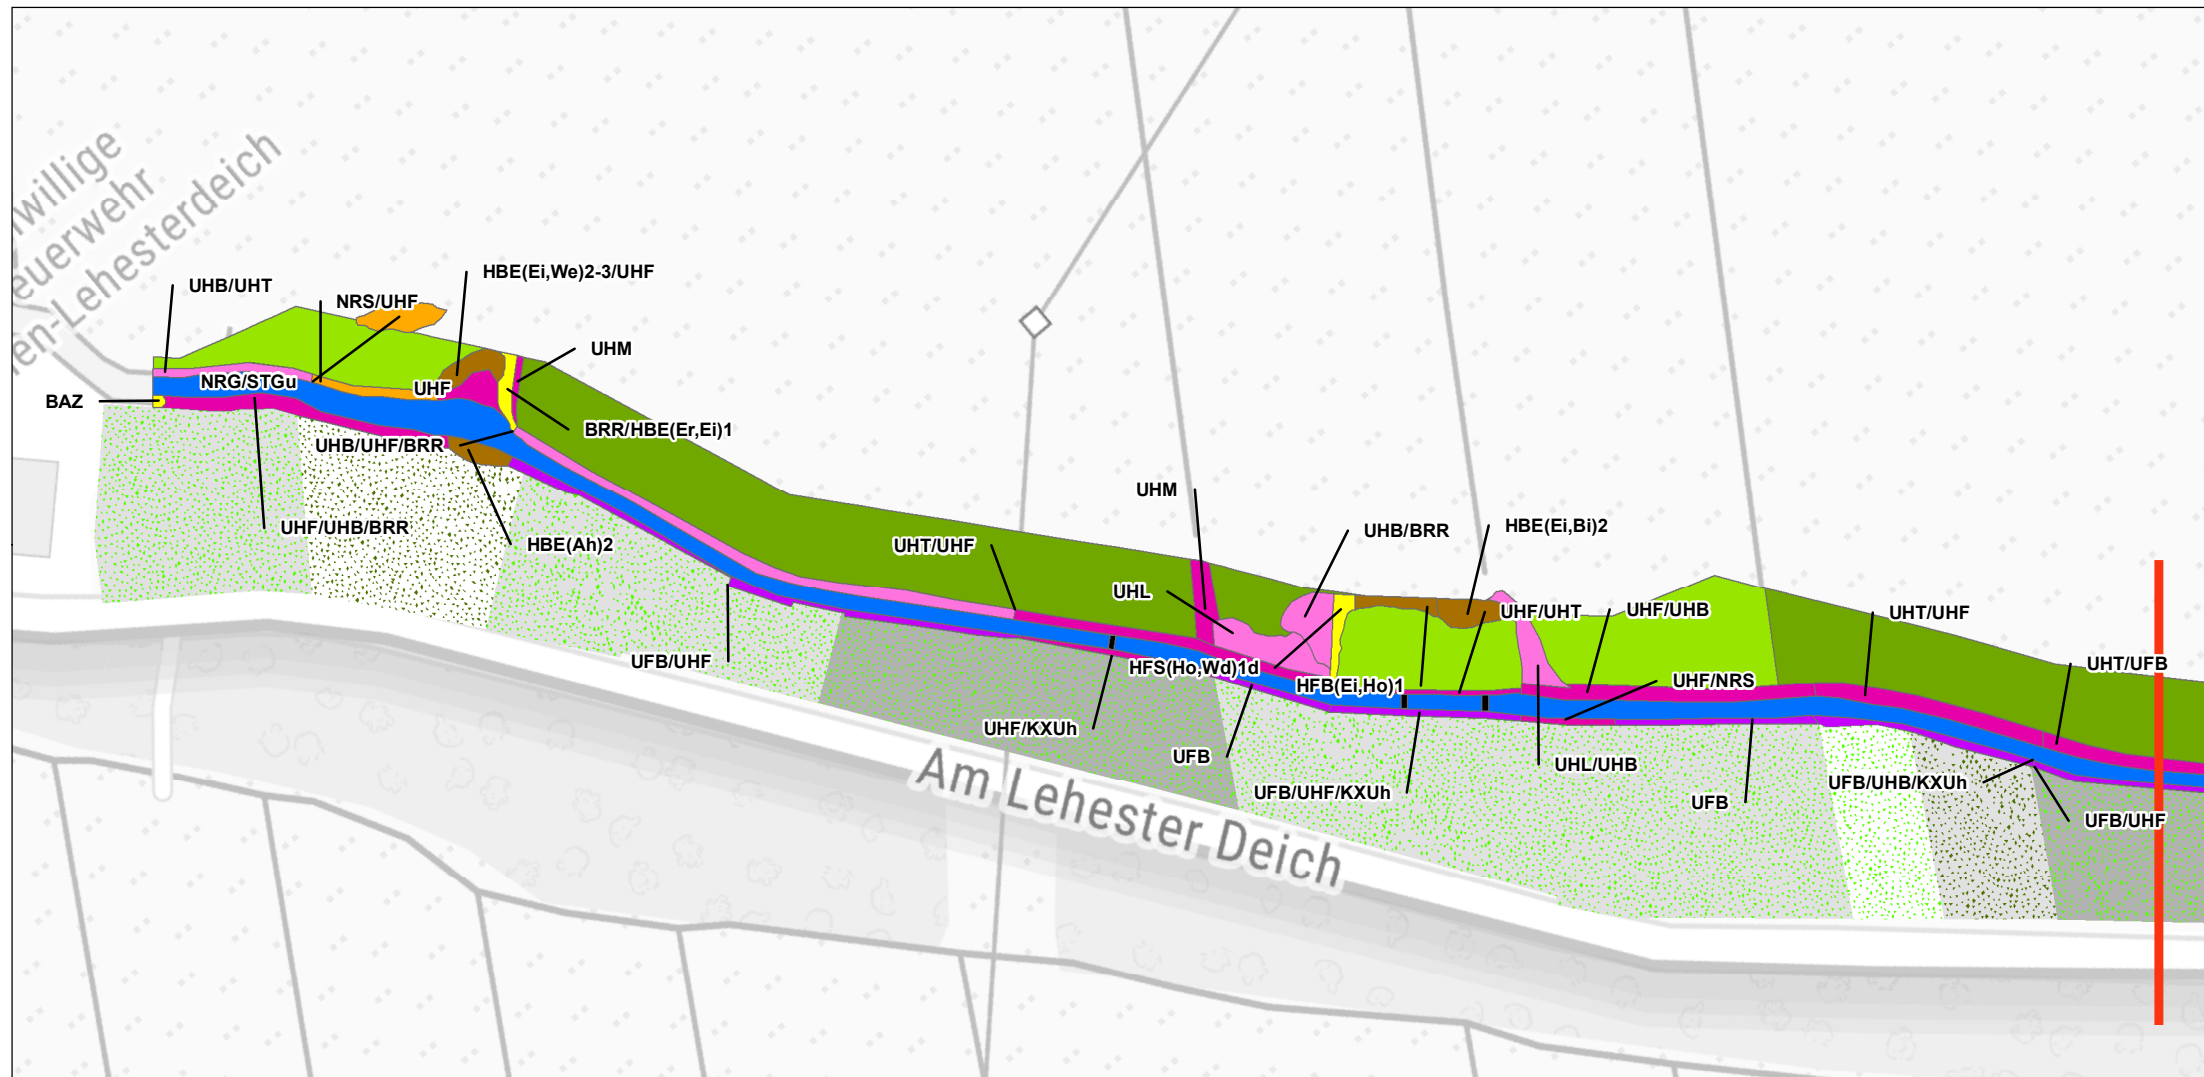 willige
euerwehr
en-Lehesterdeich
HBE(Ei,We)2-3/UHF
UHB/UHT
NRS/UHF
UHM
NRG/STGu
UHF
BAZ
BRR/HBE(Er,Ei)1
UHB/UHF/BRR
UHF/UHB/BRR
HBE(Ah)2
UHM
UHB/BRR
HBE(Ei,Bi)2
UHT/UHF
UHL
UHF/UHT
UHF/UHB
UHT/UHF
UFB/UHF
HFS(Ho,Wd)1d
HFB(Ei,Ho)1
UHF/NRS
UHT/UFB
UHF/KXUh
UFB
UFB/UHF/KXUh
UHL/UHB
UFB
UFB/UHB/KXUh
UFB/UHF
Am Lehester Deich